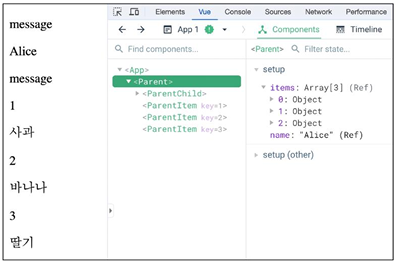 message
Alice
message
1
사과
2
바나나
3
딸기
Elements Vue Console Sources Network Performance
App 1 Components Timeline
Find components...
<App>
<Parent>
<ParentChild>
<ParentItem key=1>
<ParentItem key=2>
<ParentItem key=3>
<Parent> Filter state...
setup
items: Array[3] (Ref)
0: Object
1: Object
2: Object
name: "Alice" (Ref)
setup (other)